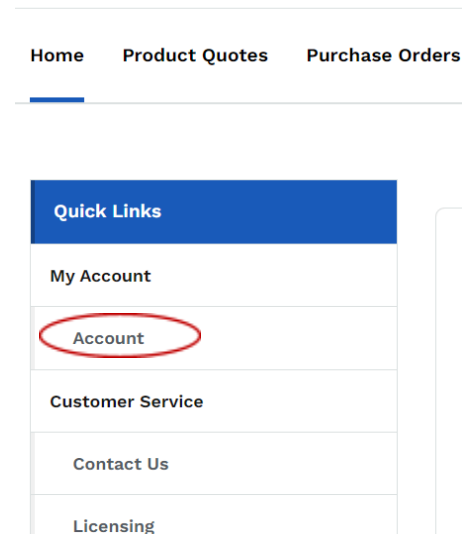 Home Product Quotes Purchase Orders
Quick Links
My Account
Account
Customer Service
Contact Us
Licensing